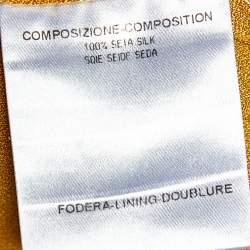 COMPOSIZIONE-COMPOSITION
100% SETA SILK
SOIE SEIDE SEDA
FODERA-LINING-DOUBLURE